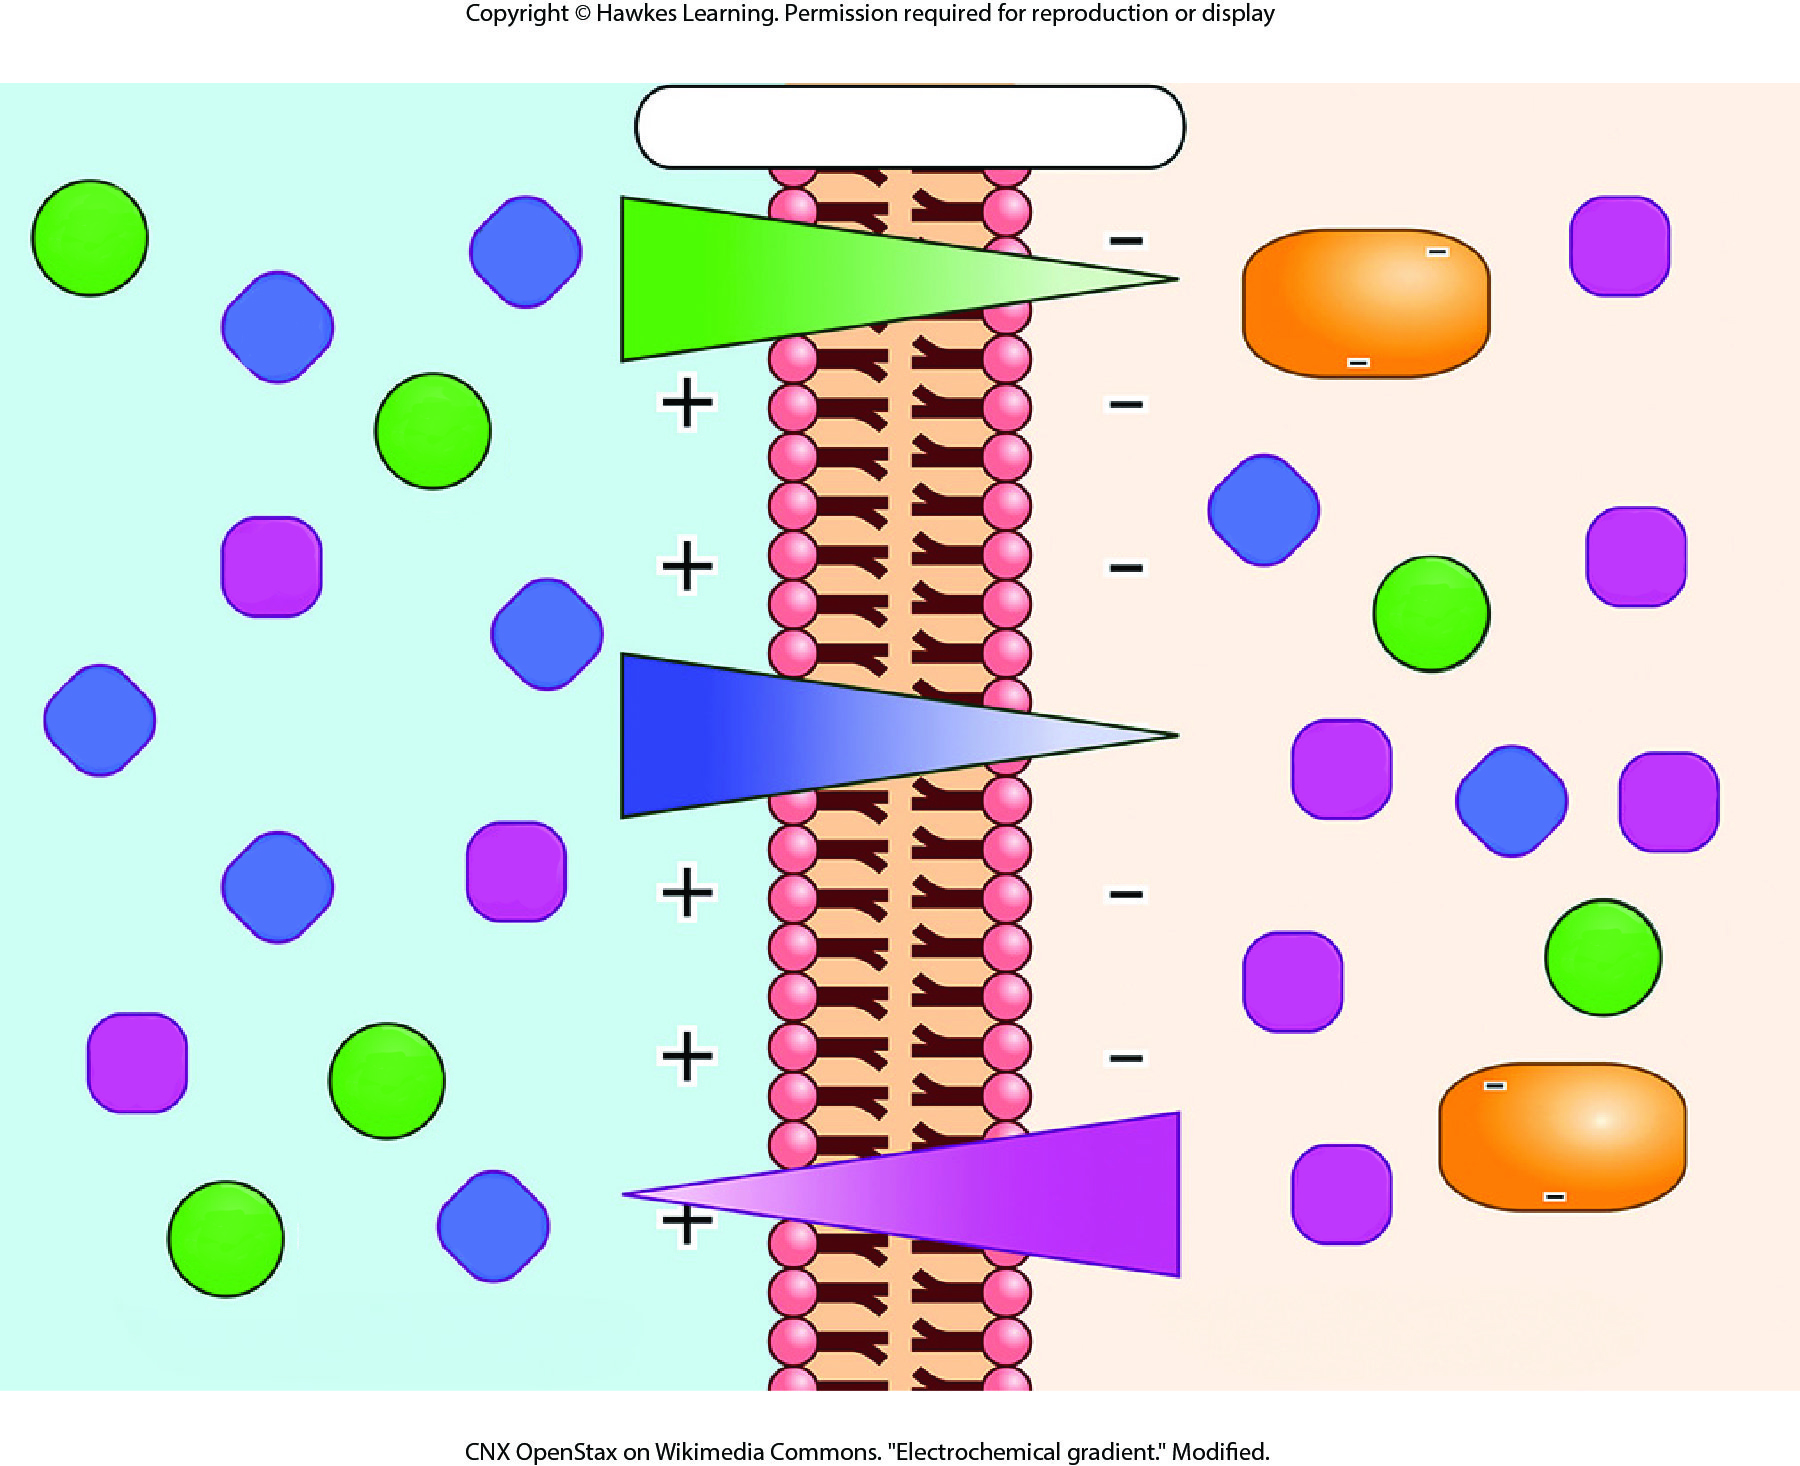 Copyright © Hawkes Learning. Permission required for reproduction or display
+
+
+
+
+
CNX OpenStax on Wikimedia Commons. "Electrochemical gradient." Modified.